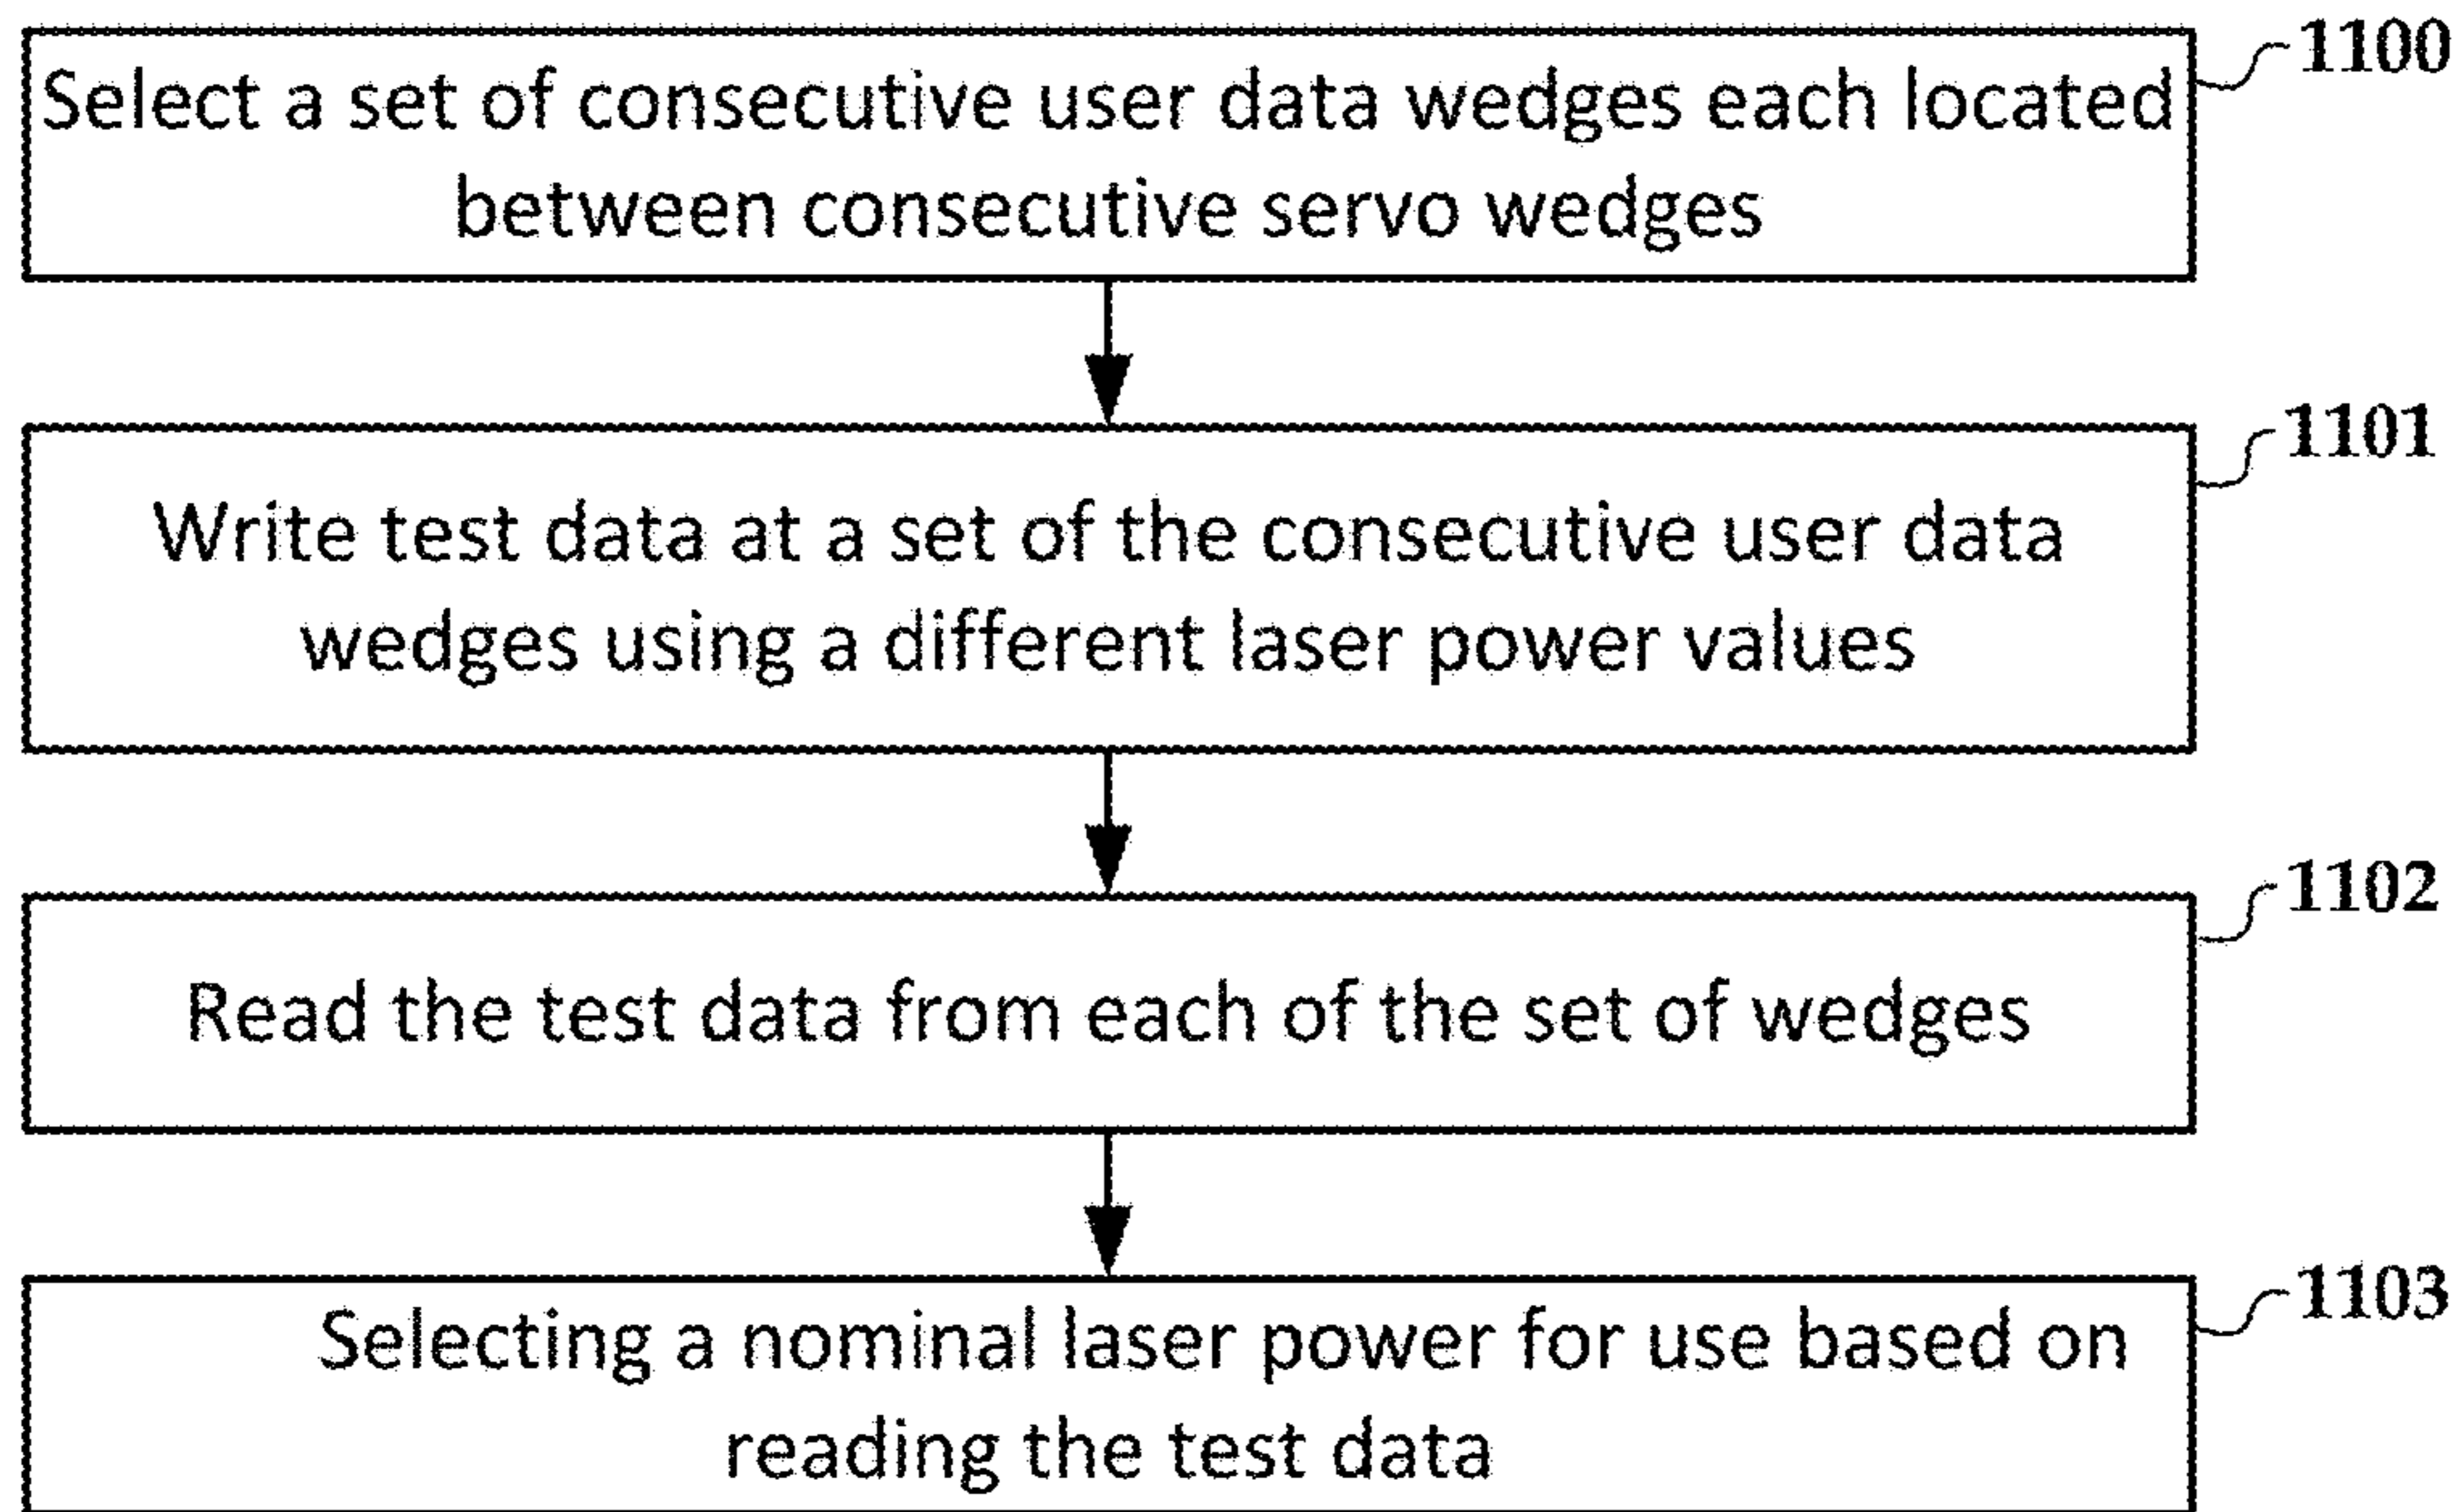 1100
Select a set of consecutive user data wedges each located
between consecutive servo wedges
1101
Write test data at a set of the consecutive user data
wedges using a different laser power values
1102
Read the test data from each of the set of wedges
1103
Selecting a nominal laser power for use based on
reading the test data